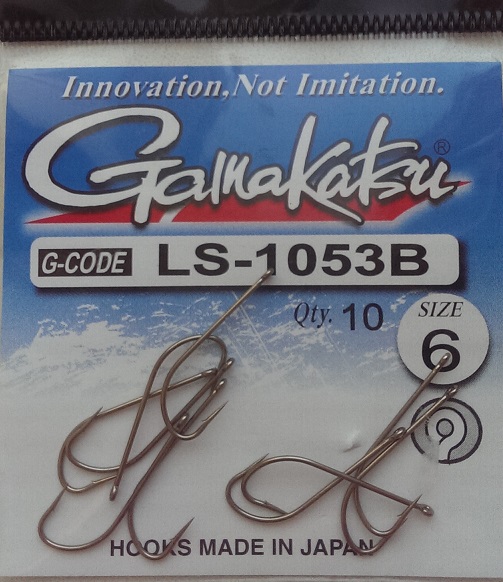 Innovation,Not Imitation.
Gamakatsu®
G-CODE LS-1053B
Qty. 10 SIZE
6
HOOKS MADE IN JAPAN